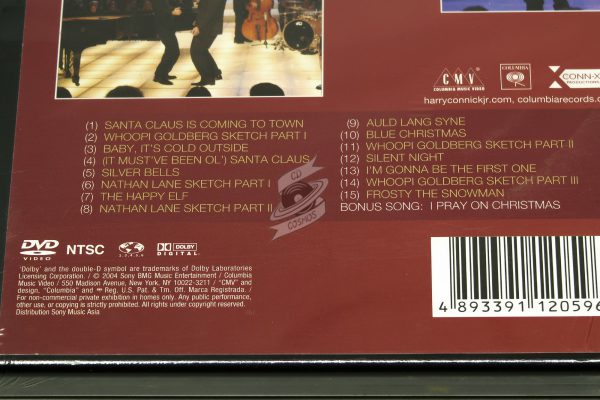 CMV
COLUMBIA MUSIC VIDEO
COLUMBIA
CONN-X
PRODUCTIONS
harryconnickjr.com, columbiarecords.co
(1) SANTA CLAUS IS COMING TO TOWN
(2) WHOOPI GOLDBERG SKETCH PART I
(3) BABY, IT'S COLD OUTSIDE
(4) (IT MUST'VE BEEN OL') SANTA CLAUS
(5) SILVER BELLS
(6) NATHAN LANE SKETCH PART I
(7) THE HAPPY ELF
(8) NATHAN LANE SKETCH PART II
(9) AULD LANG SYNE
(10) BLUE CHRISTMAS
(11) WHOOPI GOLDBERG SKETCH PART II
(12) SILENT NIGHT
(13) I'M GONNA BE THE FIRST ONE
(14) WHOOPI GOLDBERG SKETCH PART III
(15) FROSTY THE SNOWMAN
BONUS SONG: I PRAY ON CHRISTMAS
CD
COSMOS
DVD
VIDEO
NTSC
DOLBY
DIGITAL
'Dolby' and the double-D symbol are trademarks of Dolby Laboratories
Licensing Corporation. / © 2004 Sony BMG Music Entertainment / Columbia
Music Video / 550 Madison Avenue, New York, NY 10022-3211 / "CMV" and
design, "Columbia" and Reg. U.S. Pat. & Tm. Off. Marca Registrada. /
For non-commercial private exhibition in homes only. Any public performance,
other use, or copying is strictly prohibited. All rights under copyright reserved.
Distribution Sony Music Asia
4 893391 120596